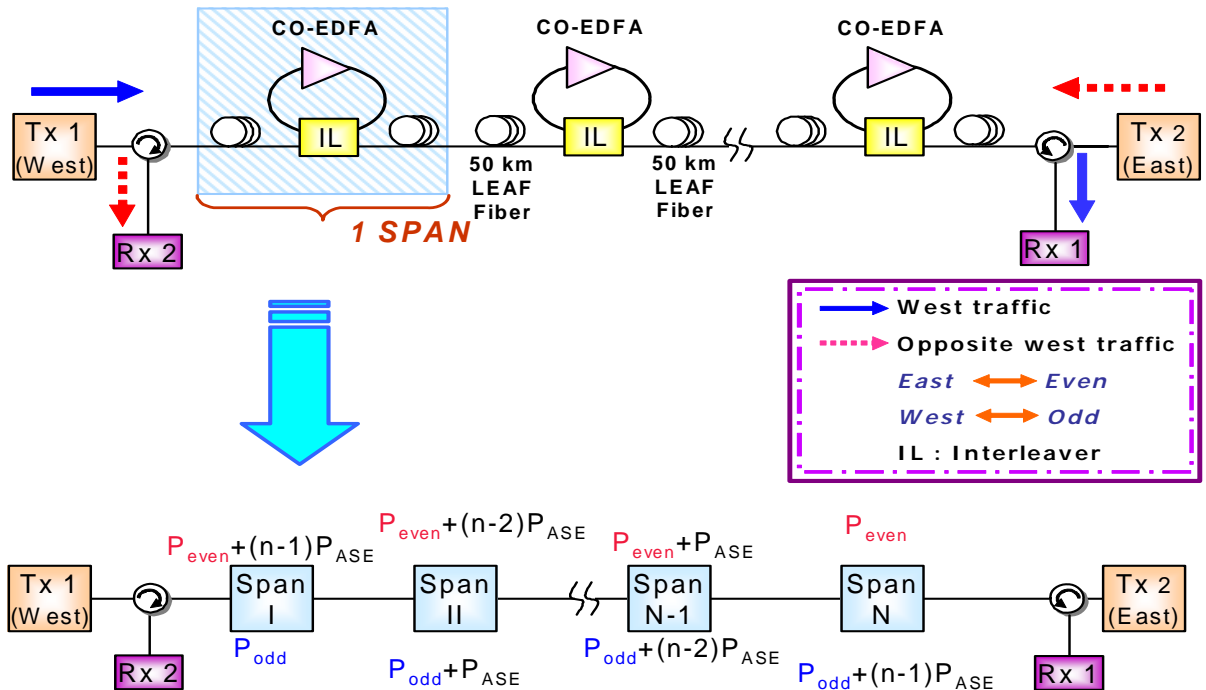 CO-EDFA
CO-EDFA
CO-EDFA
Tx 1
(West)
IL
IL
IL
Tx 2
(East)
50 km
LEAF
Fiber
50 km
LEAF
Fiber
1 SPAN
Rx 2
Rx 1
West traffic
Opposite west traffic
East Even
West Odd
IL : Interleaver
Peven+(n-1)PASE
Peven+(n-2)PASE
Peven+PASE
Peven
Tx 1
(West)
Span
I
Span
II
Span
N-1
Span
N
Tx 2
(East)
Rx 2
Podd
Podd+PASE
Podd+(n-2)PASE
Podd+(n-1)PASE
Rx 1